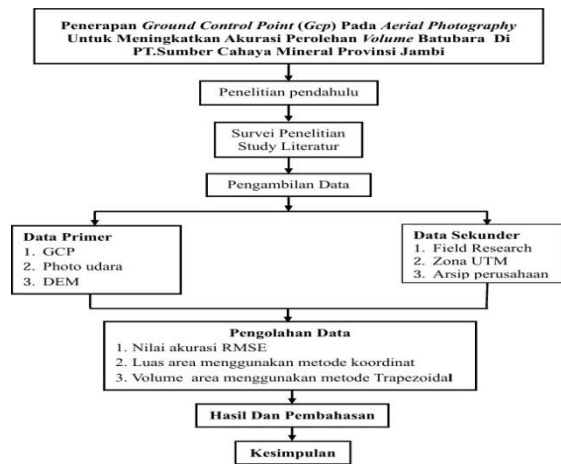 Penerapan Ground Control Point (Gcp) Pada Aerial Photography
Untuk Meningkatkan Akurasi Perolehan Volume Batubara Di
PT.Sumber Cahaya Mineral Provinsi Jambi
Penelitian pendahulu
Survei Penelitian
Study Literatur
Pengambilan Data
Data Primer
1. GCP
2. Photo udara
3. DEM
Data Sekunder
1. Field Research
2. Zona UTM
3. Arsip perusahaan
Pengolahan Data
1. Nilai akurasi RMSE
2. Luas area menggunakan metode koordinat
3. Volume area menggunakan metode Trapezoidal
Hasil Dan Pembahasan
Kesimpulan